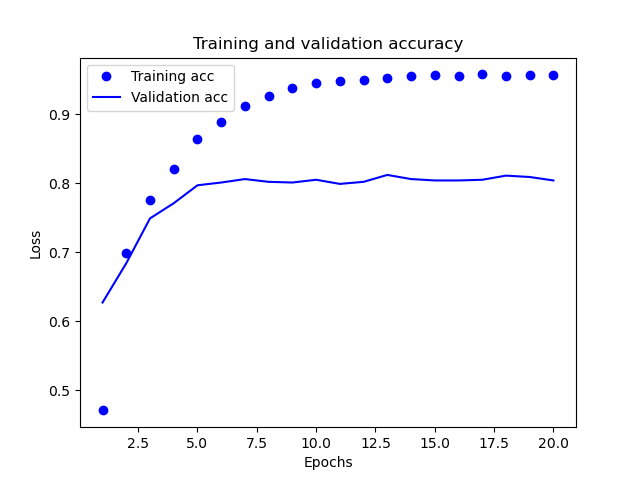 Training and validation accuracy
Training acc
Validation acc
0.9
0.8
0.7
0.6
0.5
Loss
2.5 5.0 7.5 10.0 12.5 15.0 17.5 20.0
Epochs